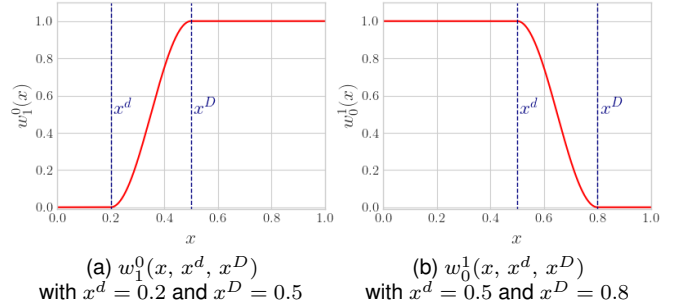 1.0
0.8
0.6
0.4
0.2
0.0
w_1^0(x)
x^d
x^D
0.0 0.2 0.4 0.6 0.8 1.0
x
(a) w_1^0(x, x^d, x^D)
with x^d = 0.2 and x^D = 0.5
1.0
0.8
0.6
0.4
0.2
0.0
w_0^1(x)
x^d
x^D
0.0 0.2 0.4 0.6 0.8 1.0
x
(b) w_0^1(x, x^d, x^D)
with x^d = 0.5 and x^D = 0.8